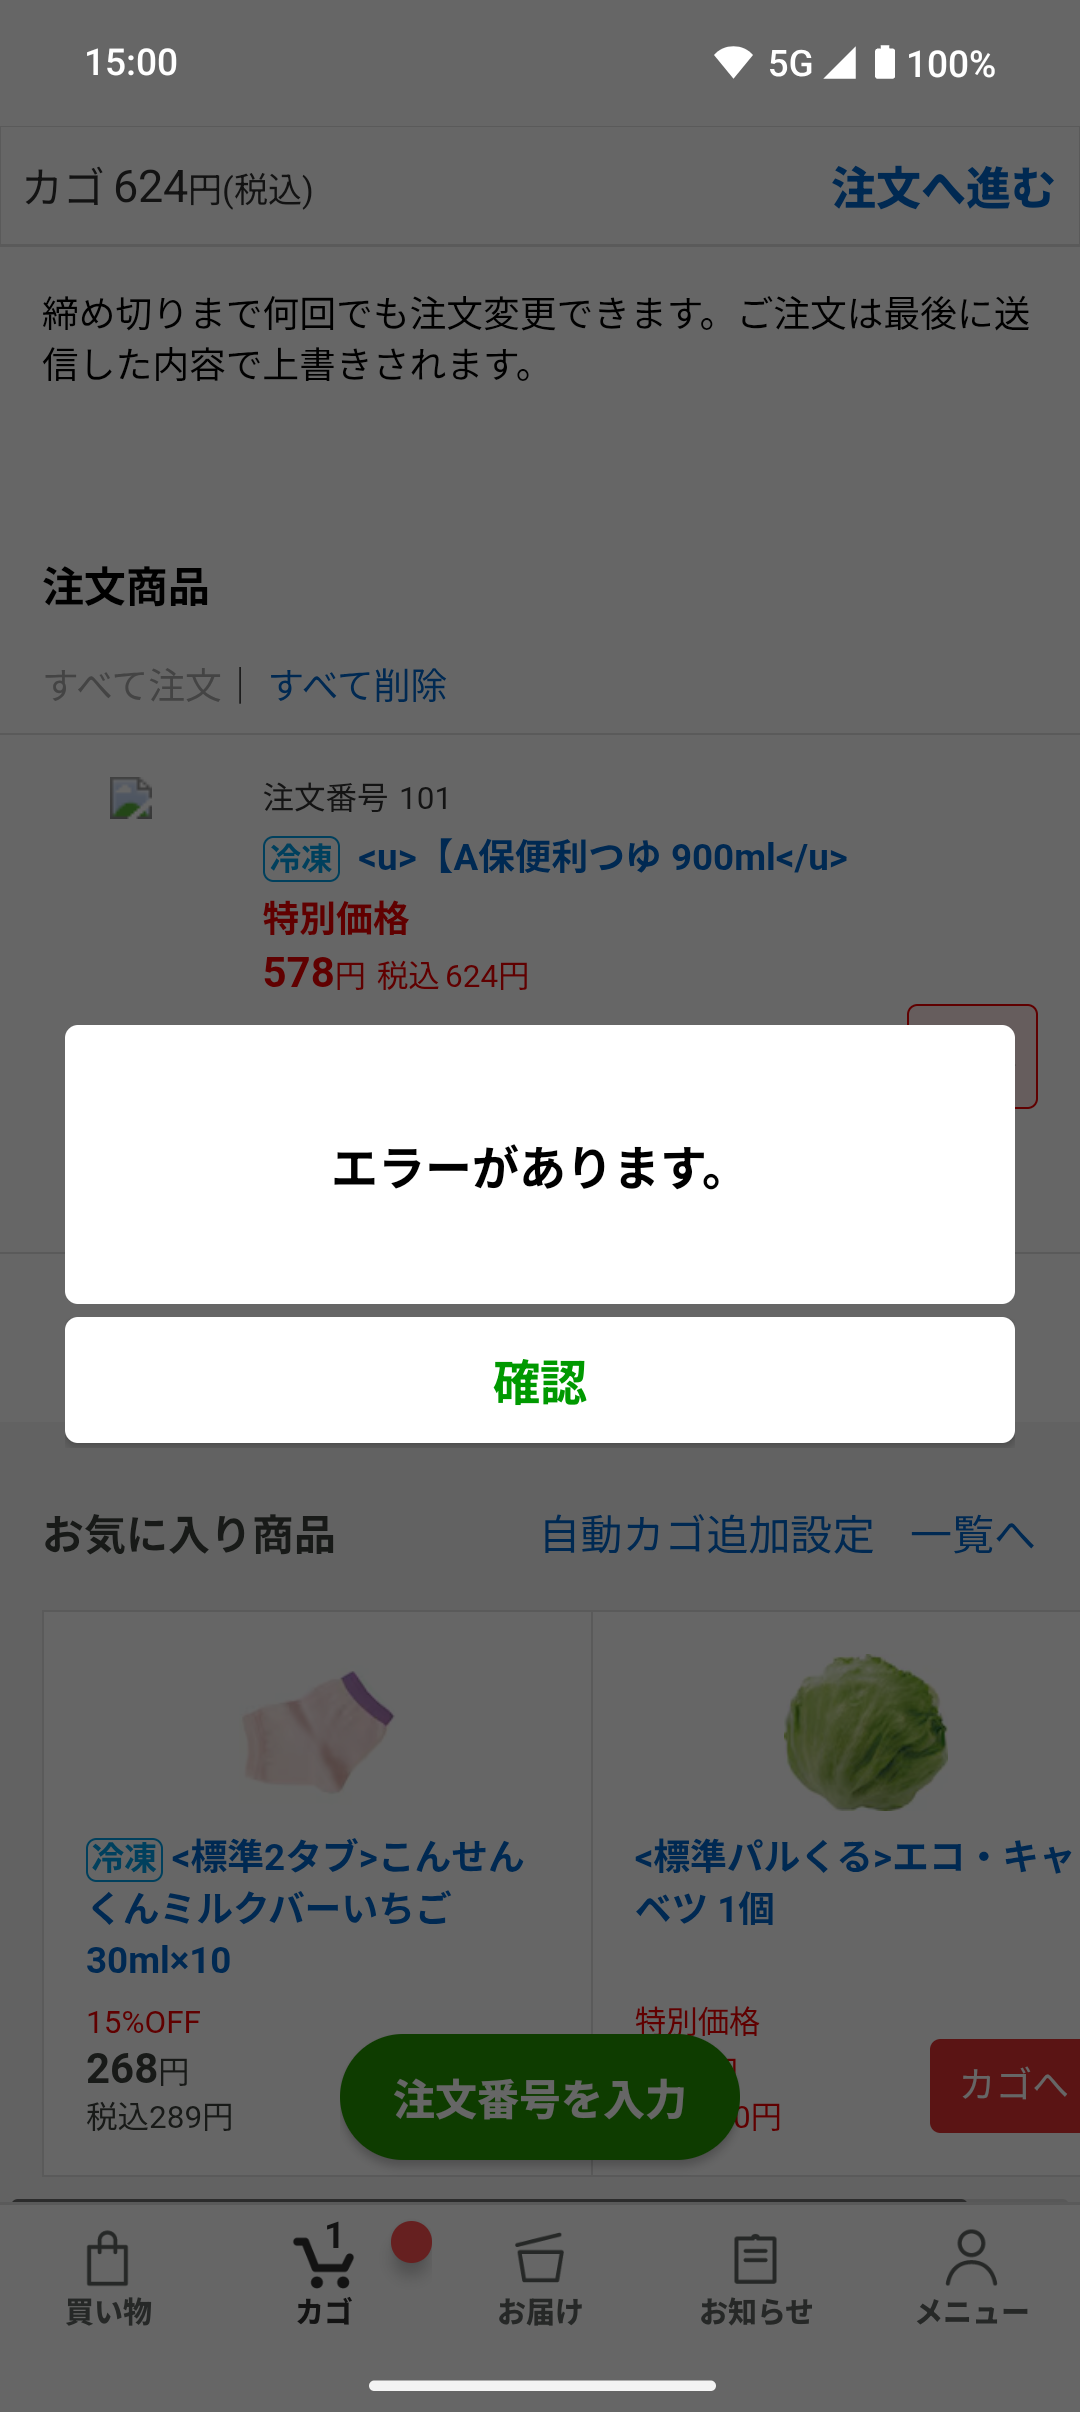 15:00
5G
100%
カゴ 624円(税込)
注文へ進む
締め切りまで何回でも注文変更できます。ご注文は最後に送
信した内容で上書きされます。
注文商品
すべて注文
すべて削除
注文番号 101
冷凍 <u>【A保便利つゆ 900ml</u>
特別価格
578円 税込 624円
エラーがあります。
確認
お気に入り商品
自動カゴ追加設定
一覧へ
冷凍 <標準2タブ>こんせん
くんミルクバーいちご
30ml×10
15%OFF
268円
税込289円
<標準パルくる>エコ・キャ
ベツ 1個
特別価格
0円
カゴへ
注文番号を入力
1
買い物
カゴ
お届け
お知らせ
メニュー